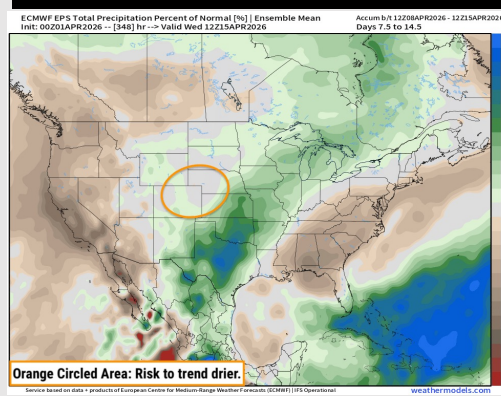 ECMWF EPS Total Precipitation Percent of Normal [%] | Ensemble Mean
Init: 00Z01APR2026 -- [348] hr --> Valid Wed 12Z15APR2026
Accum b/t 12Z08APR2026 - 12Z15APR2026
Days 7.5 to 14.5
Orange Circled Area: Risk to trend drier.
Service based on data + products of European Centre for Medium-Range Weather Forecasts (ECMWF) | IFS Operational
weathermodels.com